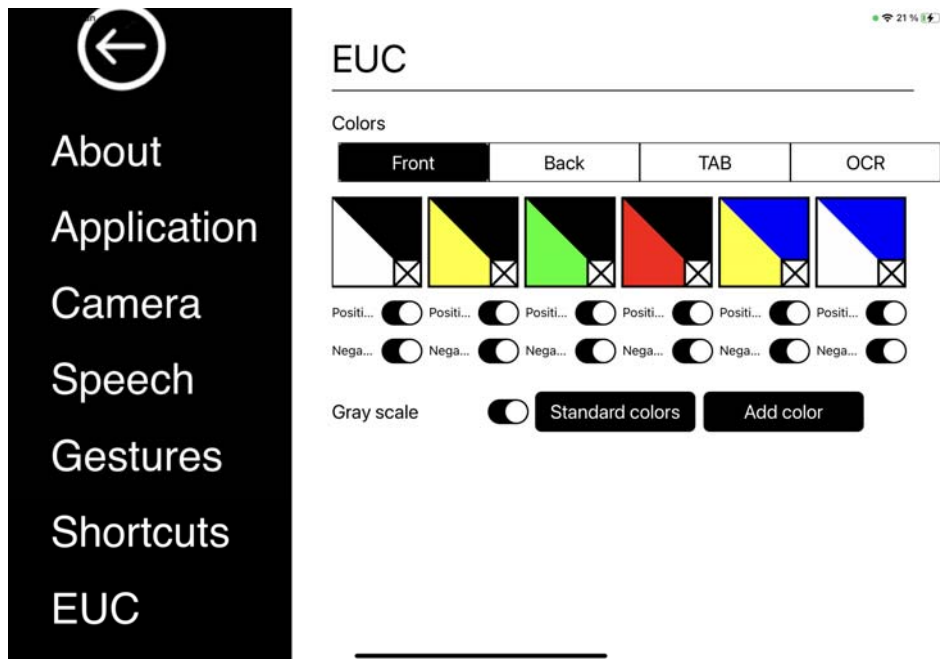 21 %
EUC
Colors
Front Back TAB OCR
Positi... Positi... Positi... Positi... Positi... Positi...
Nega... Nega... Nega... Nega... Nega... Nega...
Gray scale Standard colors Add color
About
Application
Camera
Speech
Gestures
Shortcuts
EUC